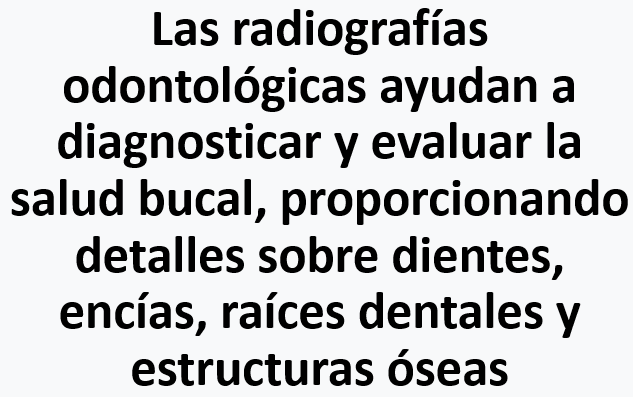 Las radiografías
odontológicas ayudan a
diagnosticar y evaluar la
salud bucal, proporcionando
detalles sobre dientes,
encías, raíces dentales y
estructuras óseas